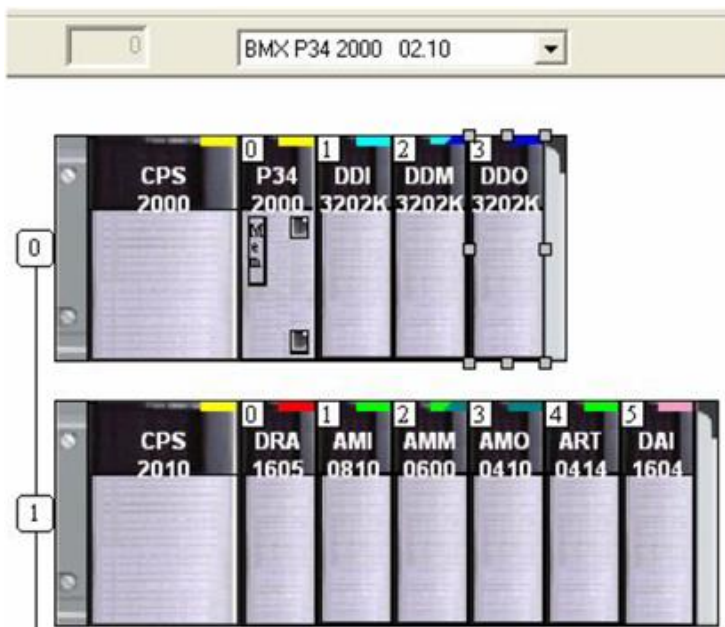 0
BMX P34 2000 02.10
0
CPS
2000
0
P34
2000
1
DDI
3202K
2
DDM
3202K
3
DDO
3202K
1
CPS
2010
0
DRA
1605
1
AMI
0810
2
AMM
0600
3
AMO
0410
4
ART
0414
5
DAI
1604